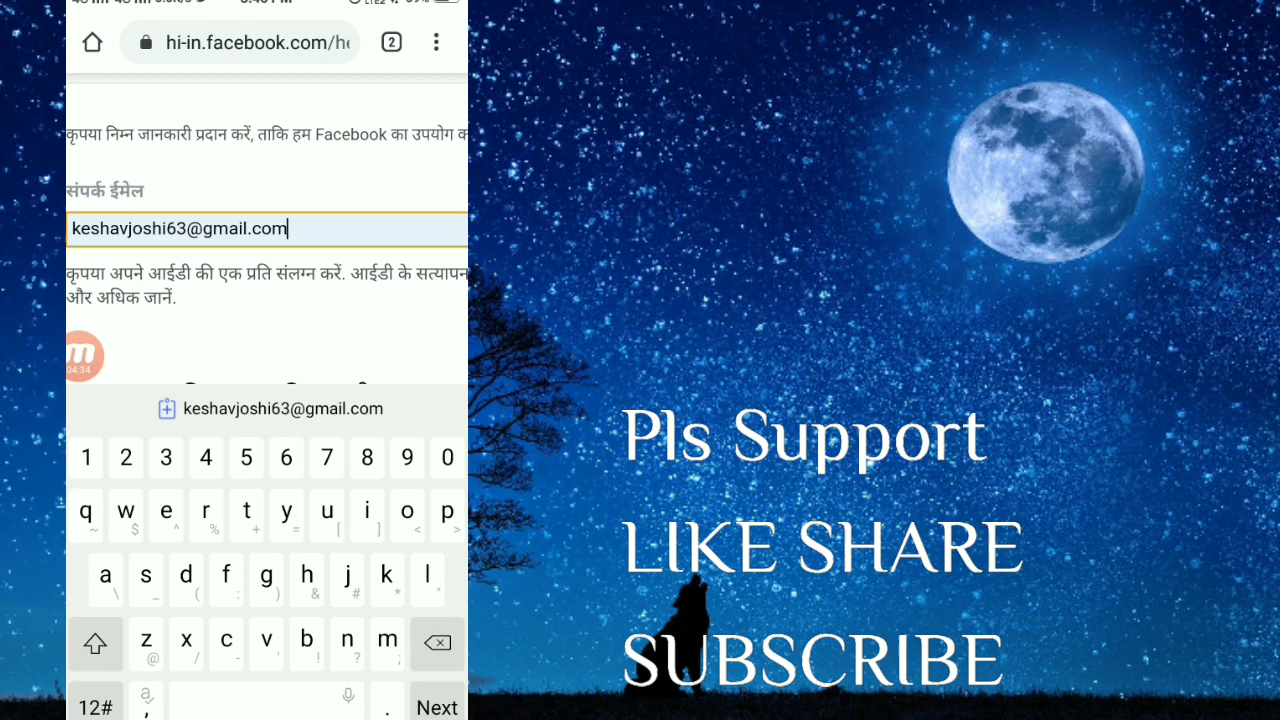 hi-in.facebook.com/he
2
कृपया निम्न जानकारी प्रदान करें, ताकि हम Facebook का उपयोग
संपर्क ईमेल
keshavjoshi63@gmail.com
कृपया अपने आईडी की एक प्रति संलग्न करें. आईडी के सत्यापन
और अधिक जानें.
m
04:34
keshavjoshi63@gmail.com
1 2 3 4 5 6 7 8 9 0
q w e r t y u i o p
~ $ ^ % + = [ ] < >
a s d f g h j k l
\ _ ( : ) & # * "
z x c v b n m
@ / - ' ! ? ;
12# , . Next
Pls Support
LIKE SHARE
SUBSCRIBE